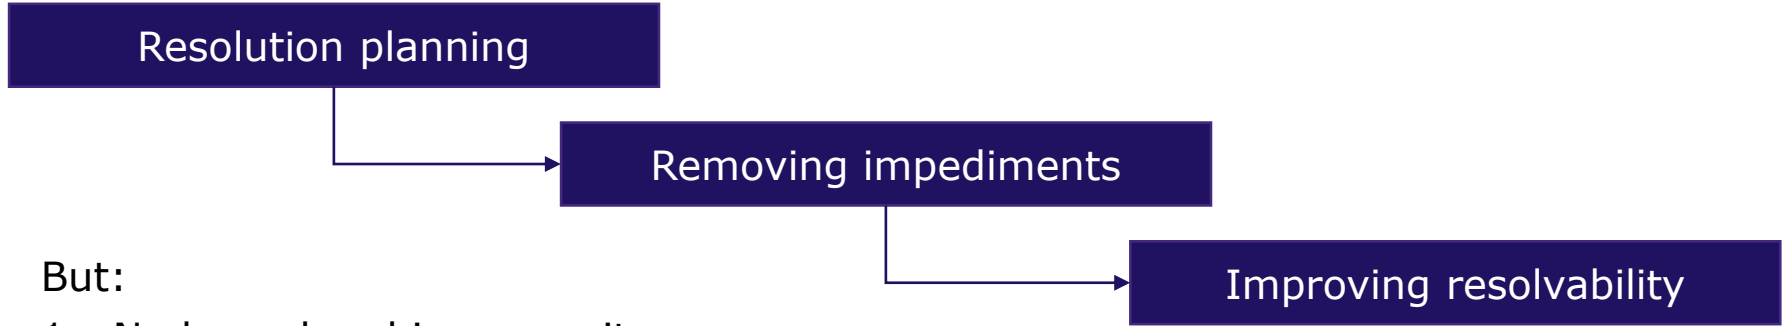 Resolution planning
Removing impediments
Improving resolvability
But: